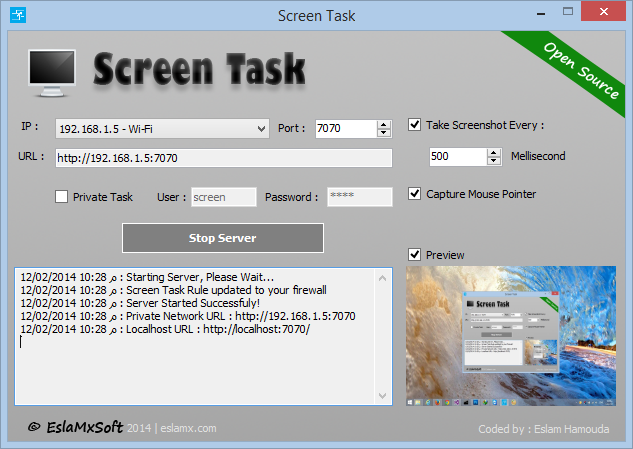 Screen Task
Screen Task
Open Source
IP :
192.168.1.5 - Wi-Fi
Port :
7070
Take Screenshot Every :
URL :
http://192.168.1.5:7070
500
Mellisecond
Private Task
User :
screen
Password :
****
Capture Mouse Pointer
Stop Server
Preview
12/02/2014 10:28 م : Starting Server, Please Wait...
12/02/2014 10:28 م : Screen Task Rule updated to your firewall
12/02/2014 10:28 م : Server Started Successfuly!
12/02/2014 10:28 م : Private Network URL : http://192.168.1.5:7070
12/02/2014 10:28 م : Localhost URL : http://localhost:7070/
Screen Task
© EslaMxSoft 2014 | eslamx.com
Coded by : Eslam Hamouda